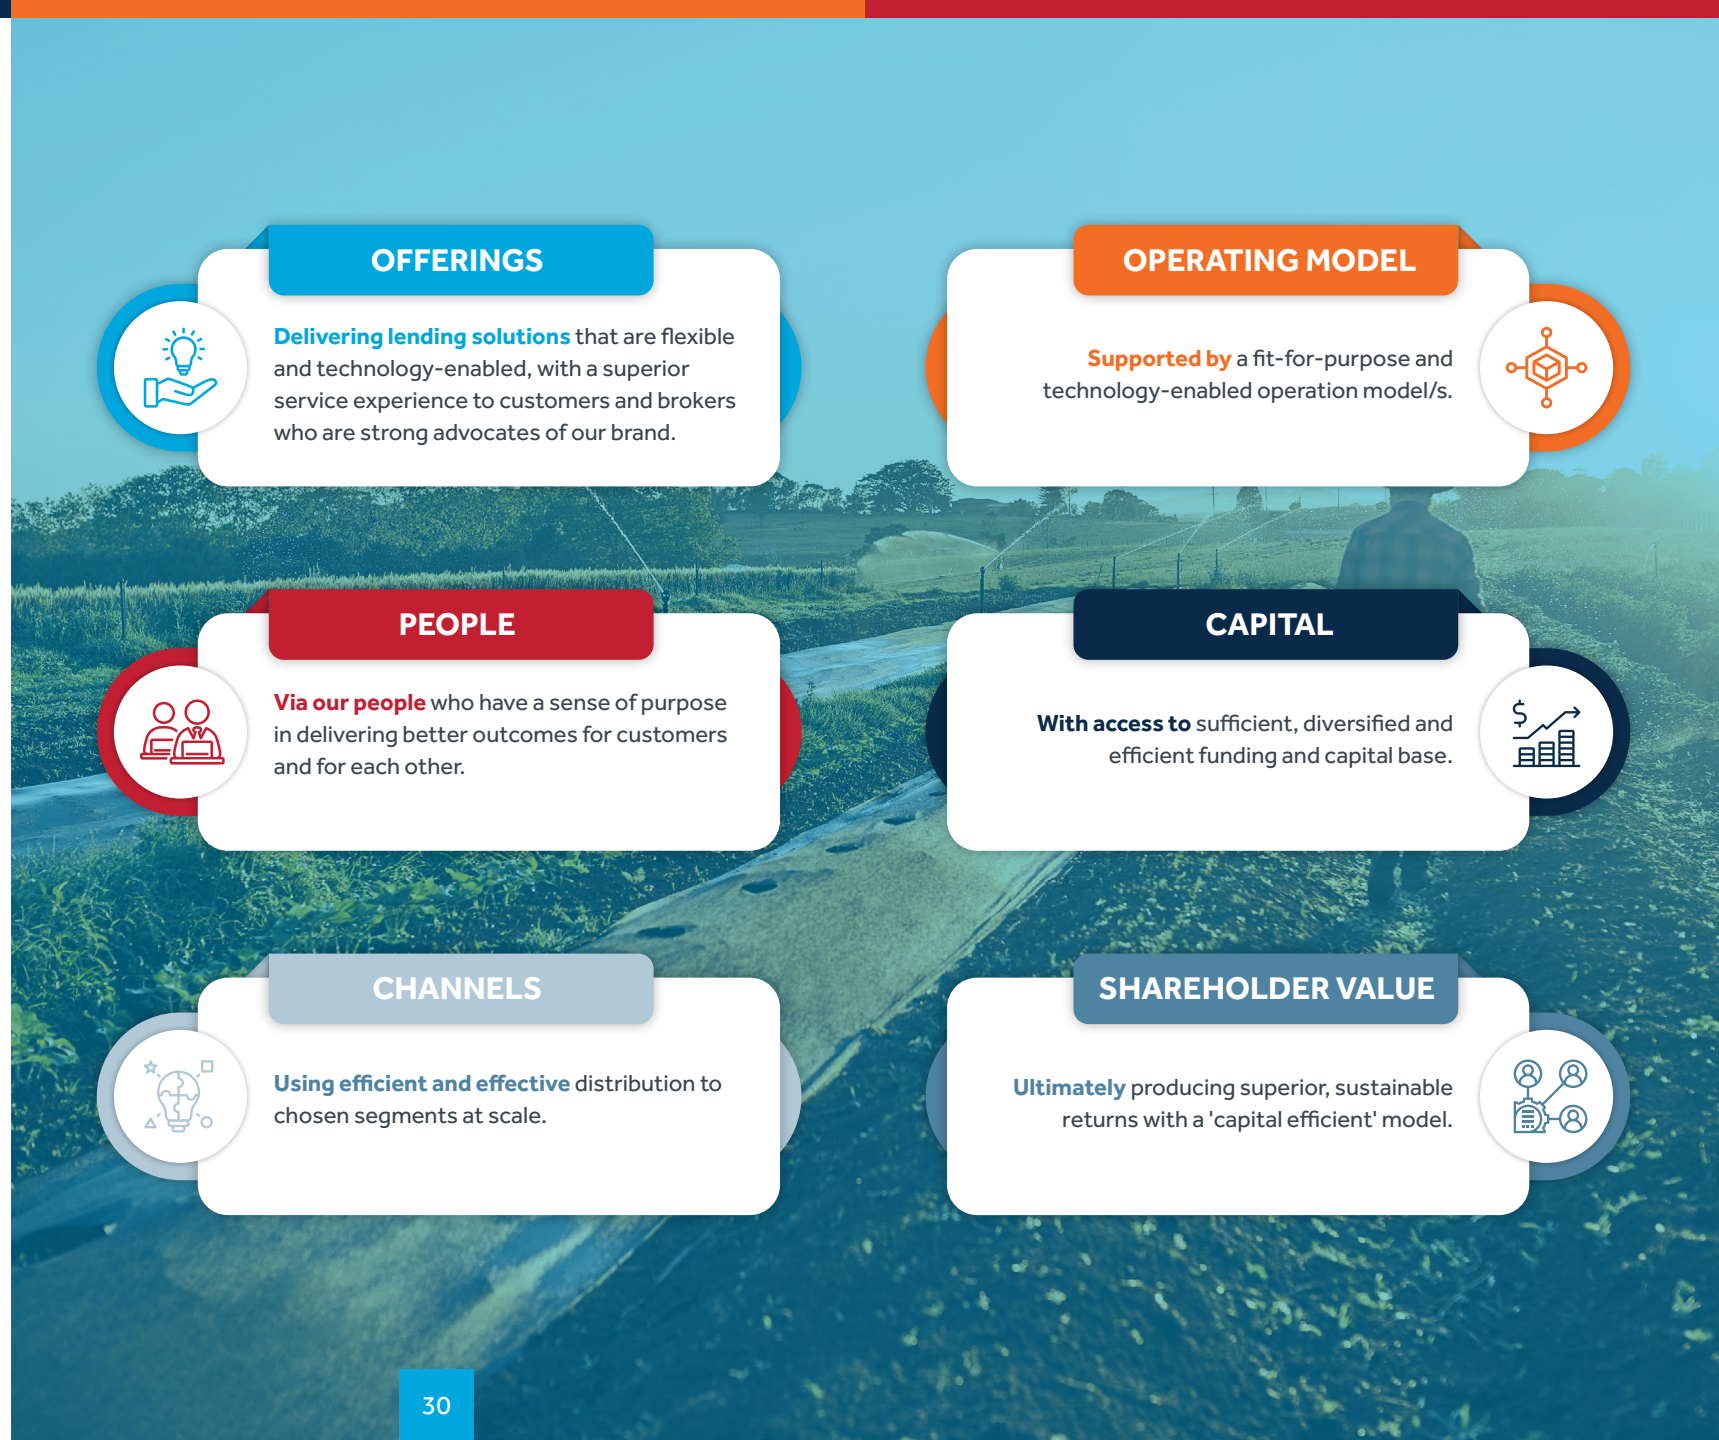 OFFERINGS
Delivering lending solutions that are flexible
and technology-enabled, with a superior
service experience to customers and brokers
who are strong advocates of our brand.
PEOPLE
Via our people who have a sense of purpose
in delivering better outcomes for customers
and for each other.
CHANNELS
Using efficient and effective distribution to
chosen segments at scale.
OPERATING MODEL
Supported by a fit-for-purpose and
technology-enabled operation model/s.
CAPITAL
With access to sufficient, diversified and
efficient funding and capital base.
$
SHAREHOLDER VALUE
Ultimately producing superior, sustainable
returns with a 'capital efficient' model.
30